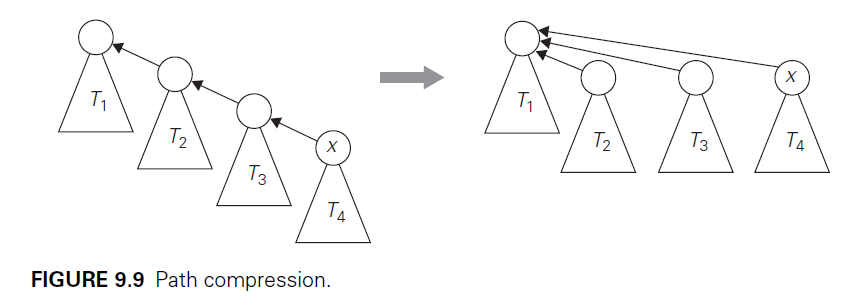 T1 T1
T2 T2 T3 x T4
T3 x
T4
FIGURE 9.9 Path compression.